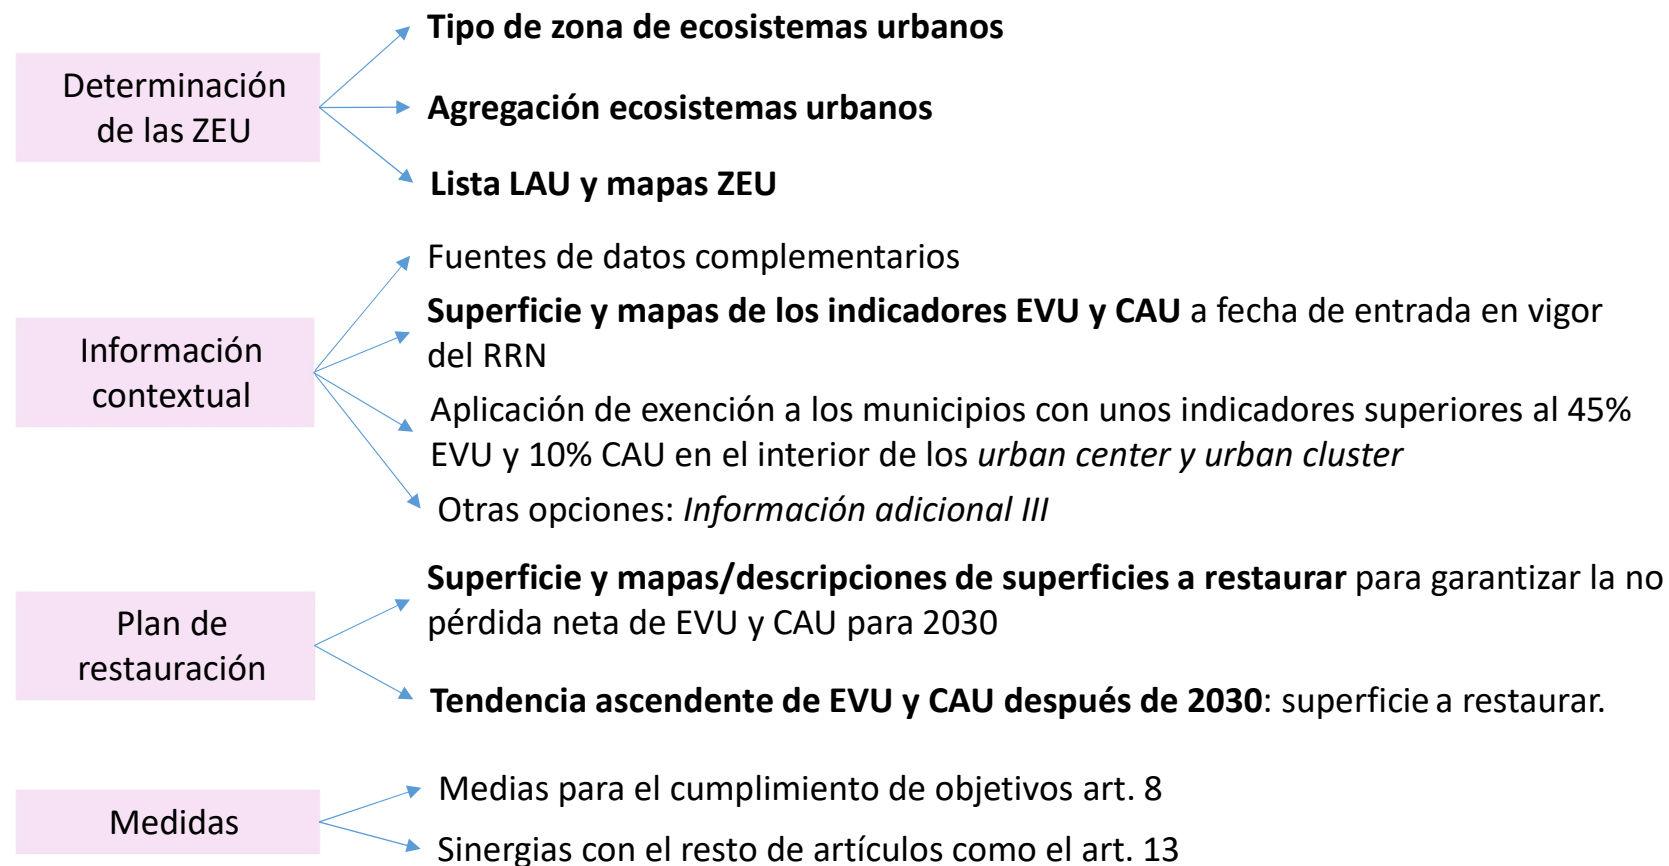 Determinación
de las ZEU
Tipo de zona de ecosistemas urbanos
Agregación ecosistemas urbanos
Lista LAU y mapas ZEU
Información
contextual
Fuentes de datos complementarios
Superficie y mapas de los indicadores EVU y CAU a fecha de entrada en vigor
del RRN
Aplicación de exención a los municipios con unos indicadores superiores al 45%
EVU y 10% CAU en el interior de los urban center y urban cluster
Otras opciones: Información adicional III
Plan de
restauración
Superficie y mapas/descripciones de superficies a restaurar para garantizar la no
pérdida neta de EVU y CAU para 2030
Tendencia ascendente de EVU y CAU después de 2030: superficie a restaurar.
Medidas
Medias para el cumplimiento de objetivos art. 8
Sinergias con el resto de artículos como el art. 13